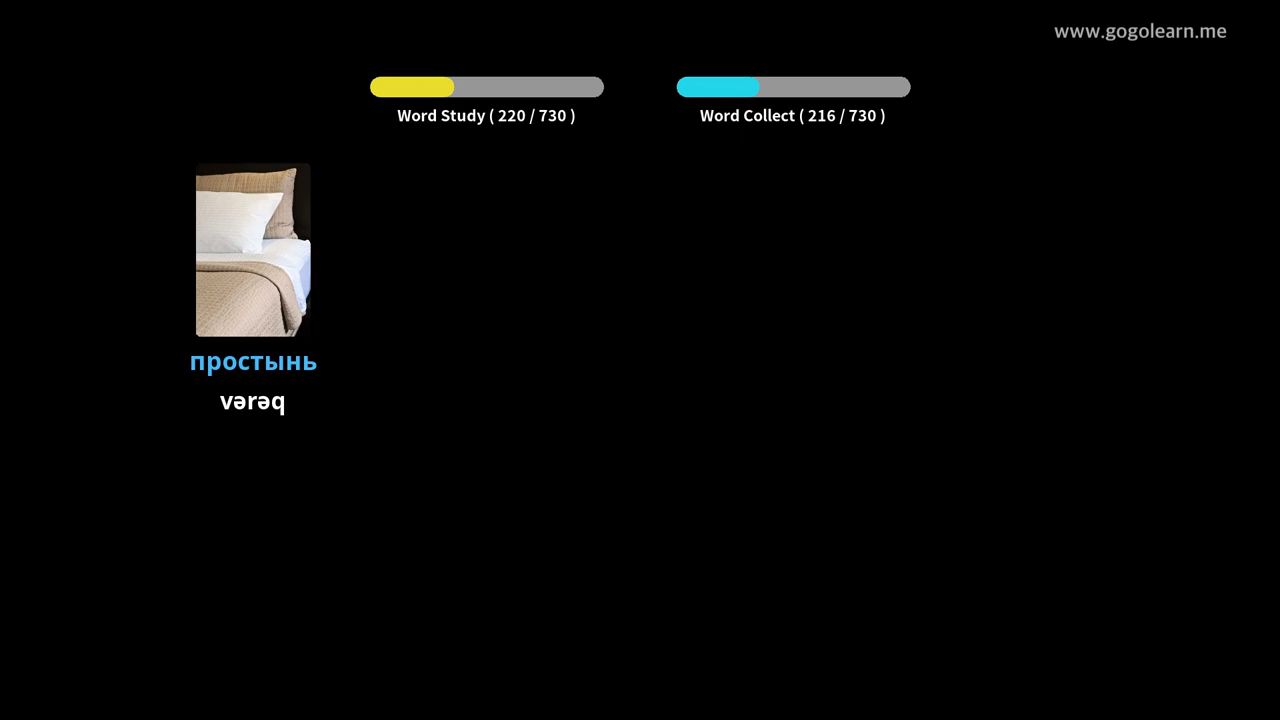 www.gogolearn.me
Word Study ( 220 / 730 )
Word Collect ( 216 / 730 )
простынь
vərəq